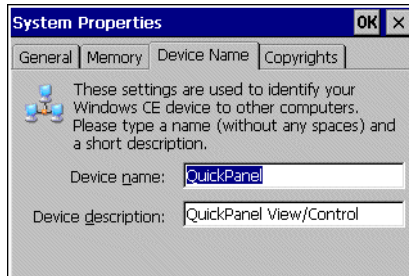 System Properties OK ×
General Memory Device Name Copyrights
These settings are used to identify your
Windows CE device to other computers.
Please type a name (without any spaces) and
a short description.
Device name: QuickPanel
Device description: QuickPanel View/Control